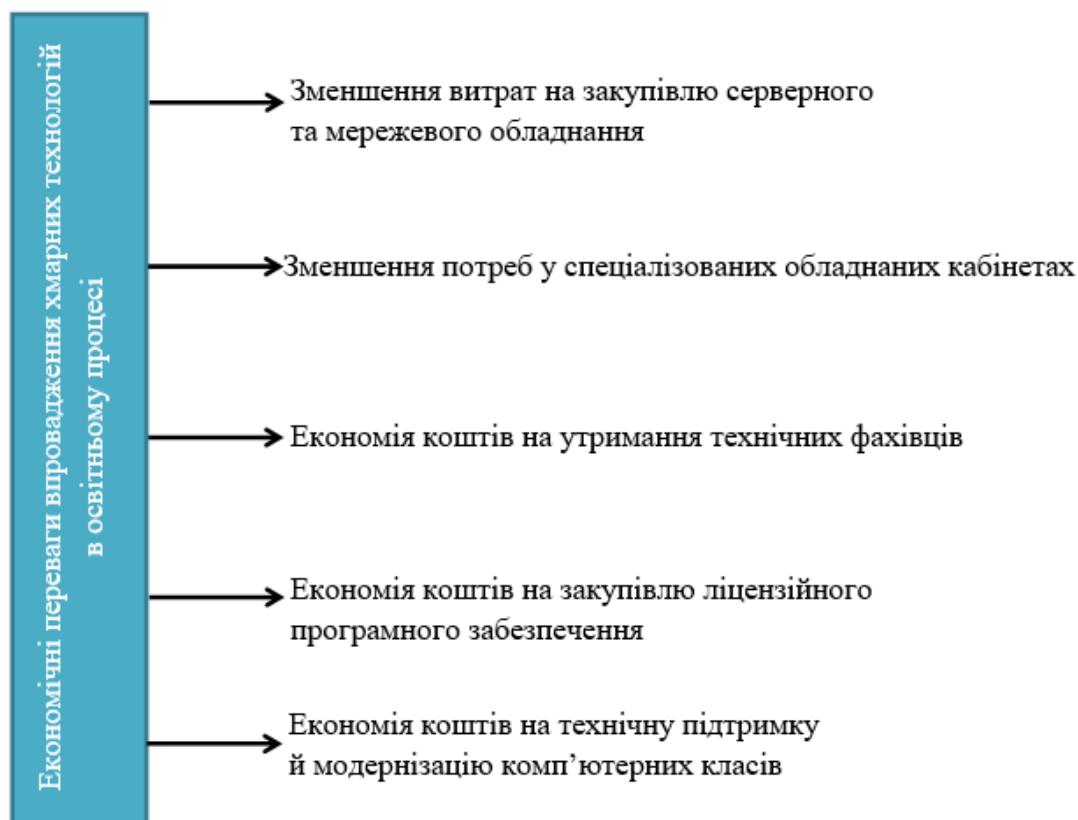 Економічні переваги впровадження хмарних технологій
в освітньому процесі
Зменшення витрат на закупівлю серверного
та мережевого обладнання
Зменшення потреб у спеціалізованих обладнаних кабінетах
Економія коштів на утримання технічних фахівців
Економія коштів на закупівлю ліцензійного
програмного забезпечення
Економія коштів на технічну підтримку
й модернізацію комп’ютерних класів